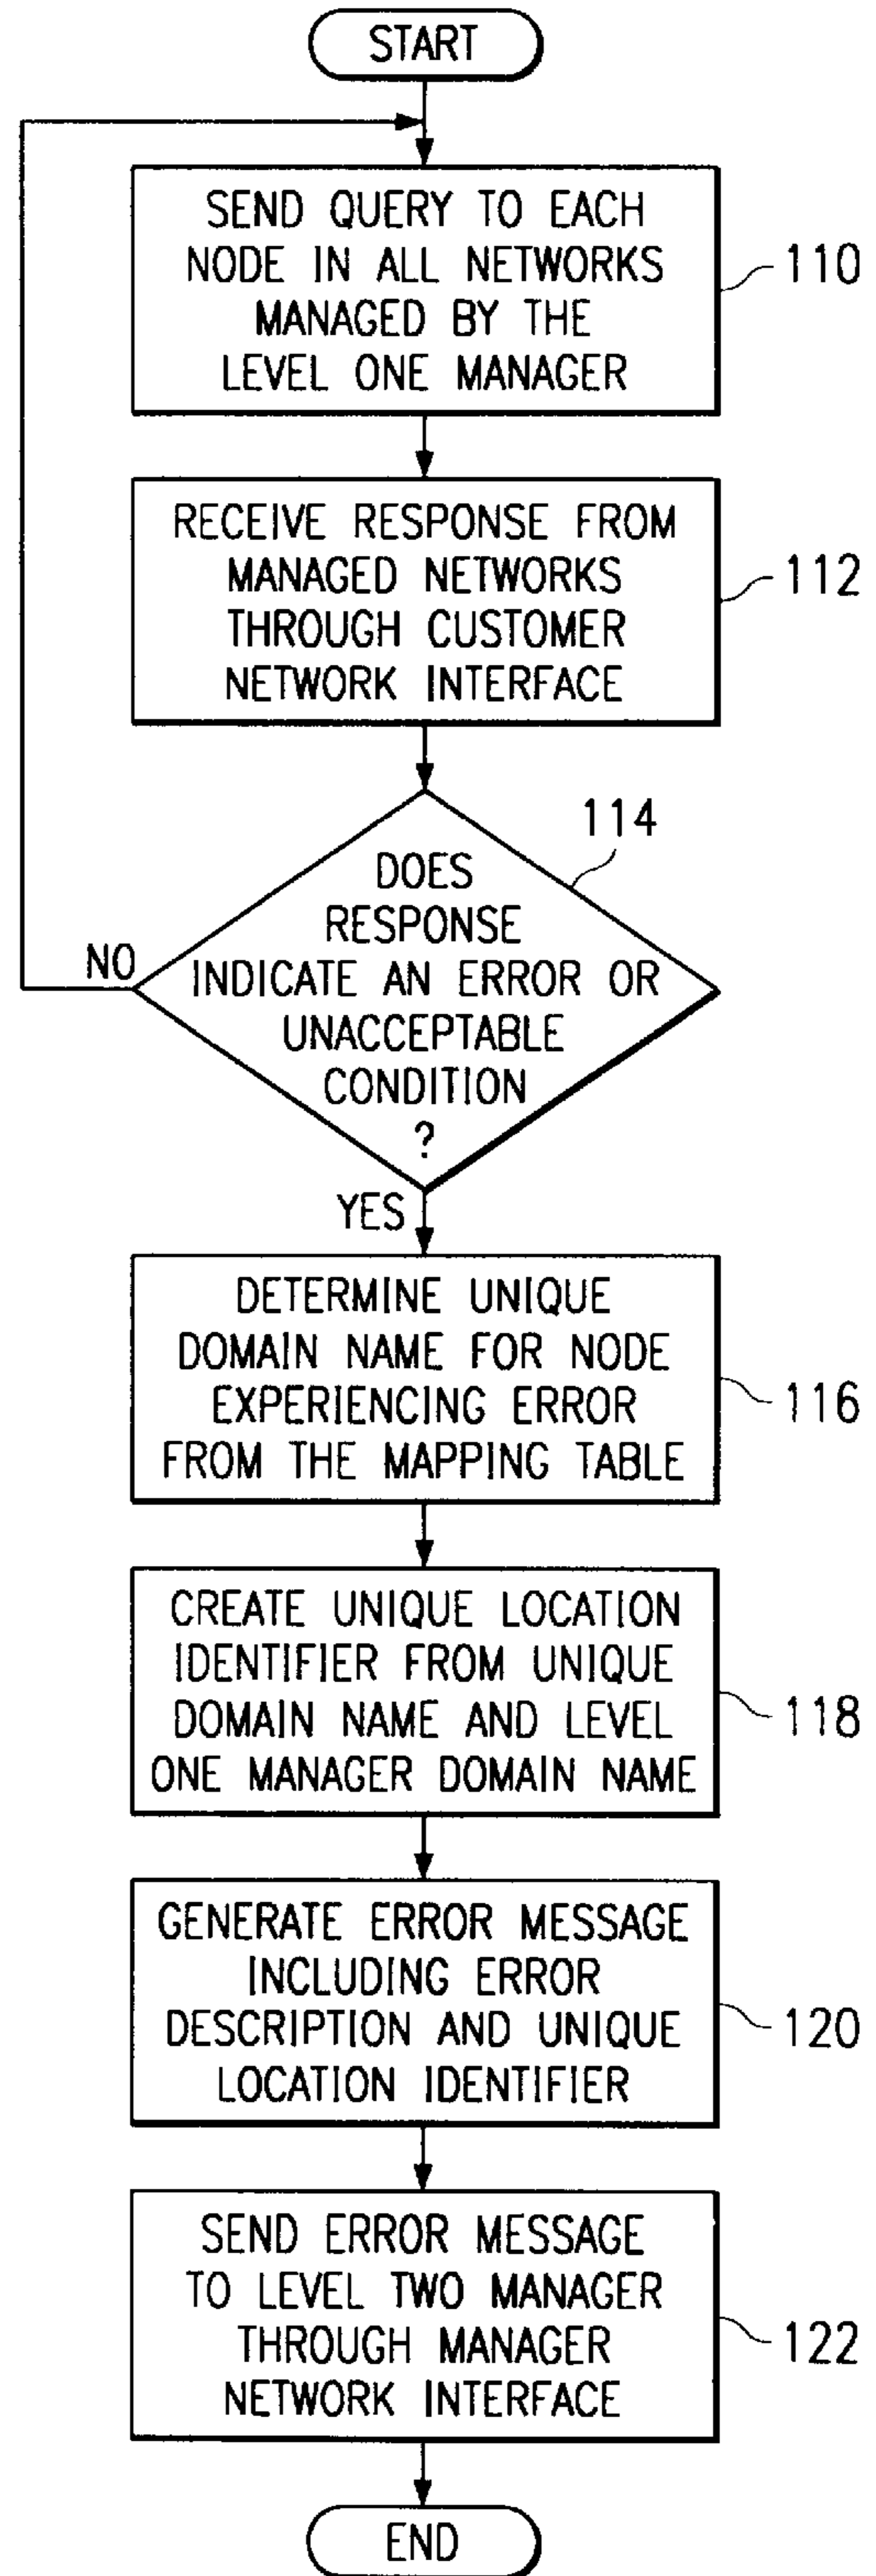 START
SEND QUERY TO EACH
NODE IN ALL NETWORKS
MANAGED BY THE
LEVEL ONE MANAGER
110
RECEIVE RESPONSE FROM
MANAGED NETWORKS
THROUGH CUSTOMER
NETWORK INTERFACE
112
114
DOES
RESPONSE
INDICATE AN ERROR OR
UNACCEPTABLE
CONDITION
?
NO
YES
DETERMINE UNIQUE
DOMAIN NAME FOR NODE
EXPERIENCING ERROR
FROM THE MAPPING TABLE
116
CREATE UNIQUE LOCATION
IDENTIFIER FROM UNIQUE
DOMAIN NAME AND LEVEL
ONE MANAGER DOMAIN NAME
118
GENERATE ERROR MESSAGE
INCLUDING ERROR
DESCRIPTION AND UNIQUE
LOCATION IDENTIFIER
120
SEND ERROR MESSAGE
TO LEVEL TWO MANAGER
THROUGH MANAGER
NETWORK INTERFACE
122
END